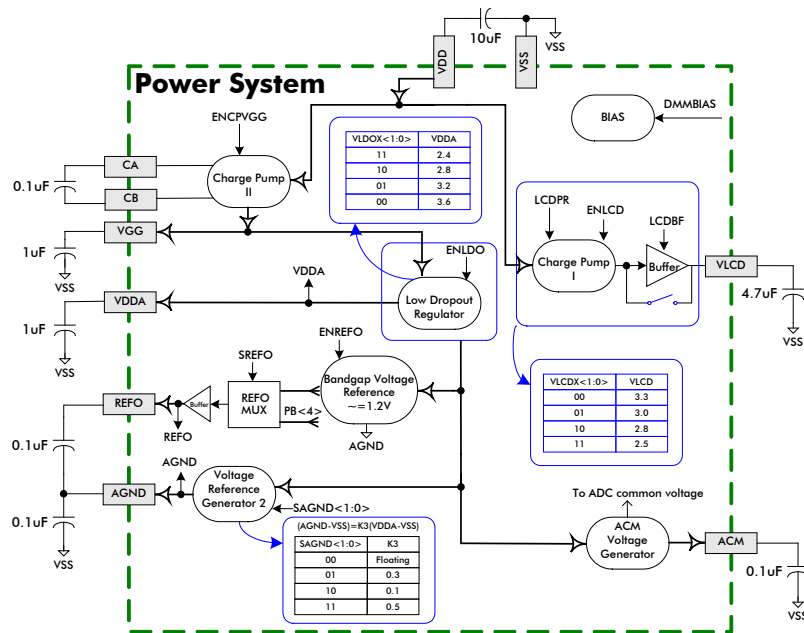 10uF
VSS
VDD
VSS
Power System
ENCPVGG
BIAS
DMMBIAS
VLDOX<1:0> VDDA
11 2.4
10 2.8
01 3.2
00 3.6
CA
0.1uF
CB
Charge Pump
II
LCDPR
ENLCD
LCDBF
VGG
1uF
VSS
ENLDO
Charge Pump
I
Buffer
VLCD
4.7uF
VSS
VDDA
VDDA
1uF
VSS
Low Dropout
Regulator
ENREFO
SREFO
Bandgap Voltage
Reference
~=1.2V
REFO
MUX
PB<4>
Buffer
REFO
REFO
AGND
0.1uF
VLCDX<1:0> VLCD
00 3.3
01 3.0
10 2.8
11 2.5
AGND
AGND
Voltage
Reference
Generator 2
SAGND<1:0>
0.1uF
VSS
To ADC common voltage
ACM
Voltage
Generator
ACM
0.1uF
VSS
(AGND-VSS)=K3(VDDA-VSS)
SAGND<1:0> K3
00 Floating
01 0.3
10 0.1
11 0.5